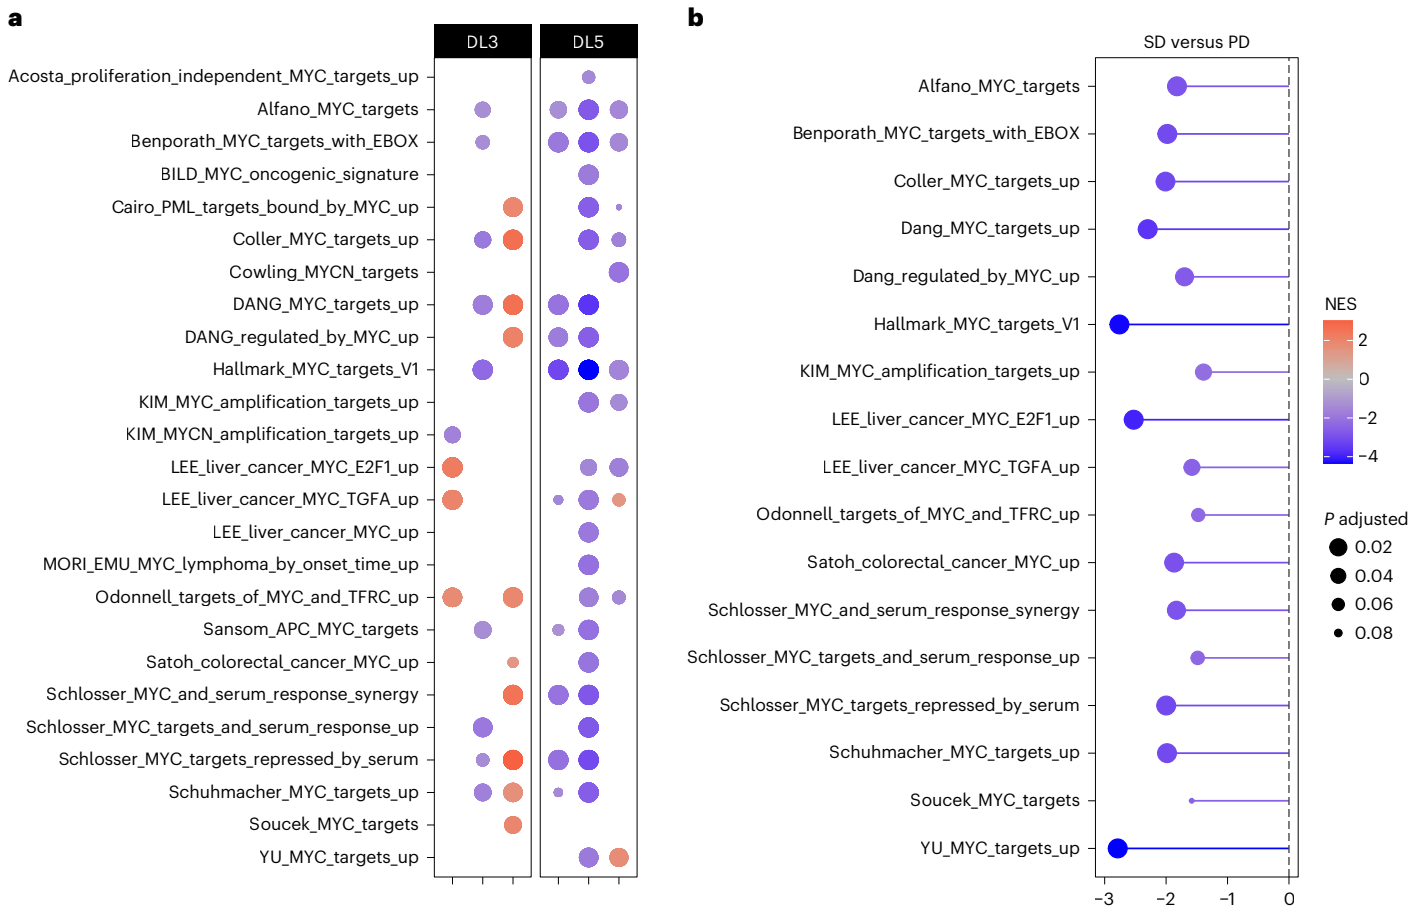 a
DL3
DL5
Acosta_proliferation_independent_MYC_targets_up
Alfano_MYC_targets
Benporath_MYC_targets_with_EBOX
BILD_MYC_oncogenic_signature
Cairo_PML_targets_bound_by_MYC_up
Coller_MYC_targets_up
Cowling_MYCN_targets
DANG_MYC_targets_up
DANG_regulated_by_MYC_up
Hallmark_MYC_targets_V1
KIM_MYC_amplification_targets_up
KIM_MYCN_amplification_targets_up
LEE_liver_cancer_MYC_E2F1_up
LEE_liver_cancer_MYC_TGFA_up
LEE_liver_cancer_MYC_up
MORI_EMU_MYC_lymphoma_by_onset_time_up
Odonnell_targets_of_MYC_and_TFRC_up
Sansom_APC_MYC_targets
Satoh_colorectal_cancer_MYC_up
Schlosser_MYC_and_serum_response_synergy
Schlosser_MYC_targets_and_serum_response_up
Schlosser_MYC_targets_repressed_by_serum
Schuhmacher_MYC_targets_up
Soucek_MYC_targets
YU_MYC_targets_up
b
SD versus PD
Alfano_MYC_targets
Benporath_MYC_targets_with_EBOX
Coller_MYC_targets_up
Dang_MYC_targets_up
Dang_regulated_by_MYC_up
Hallmark_MYC_targets_V1
KIM_MYC_amplification_targets_up
LEE_liver_cancer_MYC_E2F1_up
LEE_liver_cancer_MYC_TGFA_up
Odonnell_targets_of_MYC_and_TFRC_up
Satoh_colorectal_cancer_MYC_up
Schlosser_MYC_and_serum_response_synergy
Schlosser_MYC_targets_and_serum_response_up
Schlosser_MYC_targets_repressed_by_serum
Schuhmacher_MYC_targets_up
Soucek_MYC_targets
YU_MYC_targets_up
−3 −2 −1 0
NES
2
0
−2
−4
P adjusted
0.02
0.04
0.06
0.08